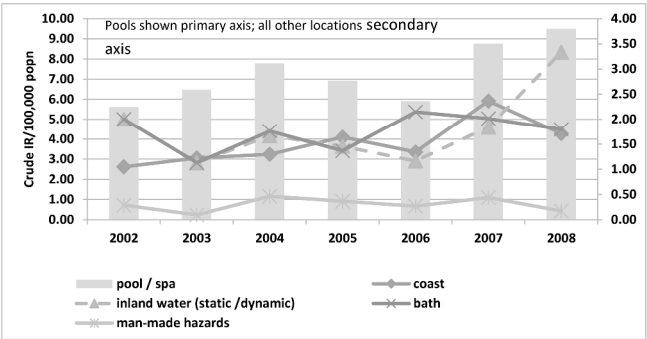 Pools shown primary axis; all other locations secondary
axis
10.00
9.00
8.00
7.00
6.00
5.00
4.00
3.00
2.00
1.00
0.00
Crude IR/100,000 popn
4.00
3.50
3.00
2.50
2.00
1.50
1.00
0.50
0.00
2002 2003 2004 2005 2006 2007 2008
pool / spa coast
inland water (static /dynamic) bath
man-made hazards